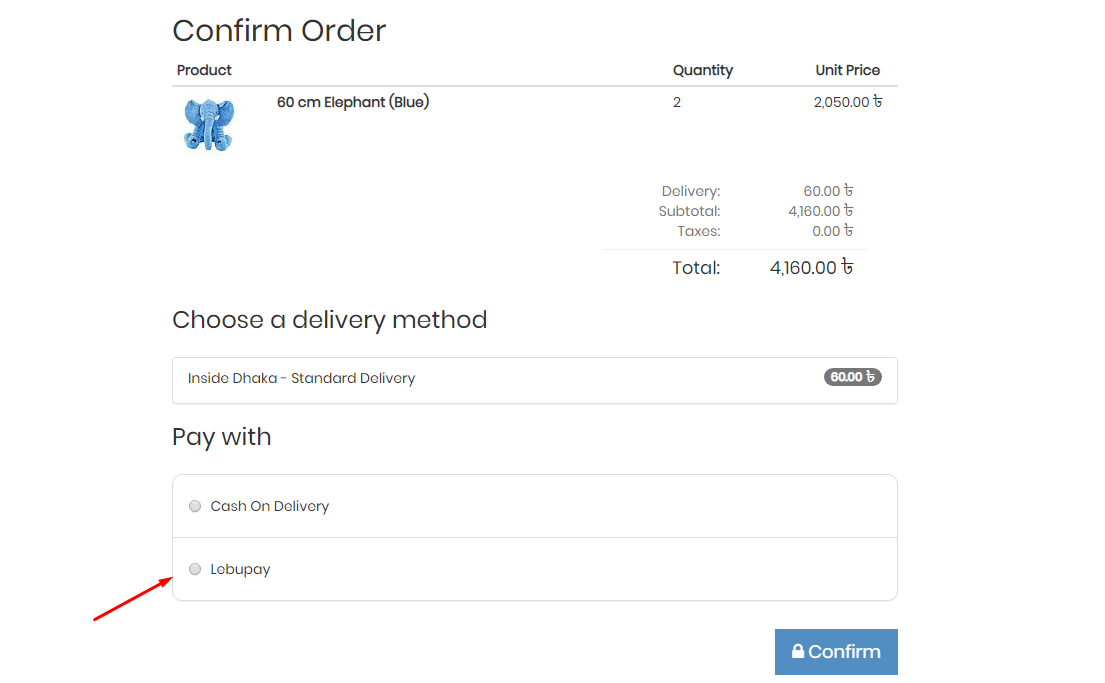 Confirm Order
Product Quantity Unit Price
60 cm Elephant (Blue) 2 2,050.00 ৳
Delivery: 60.00 ৳
Subtotal: 4,160.00 ৳
Taxes: 0.00 ৳
Total: 4,160.00 ৳
Choose a delivery method
Inside Dhaka - Standard Delivery 60.00 ৳
Pay with
Cash On Delivery
Lebupay
Confirm